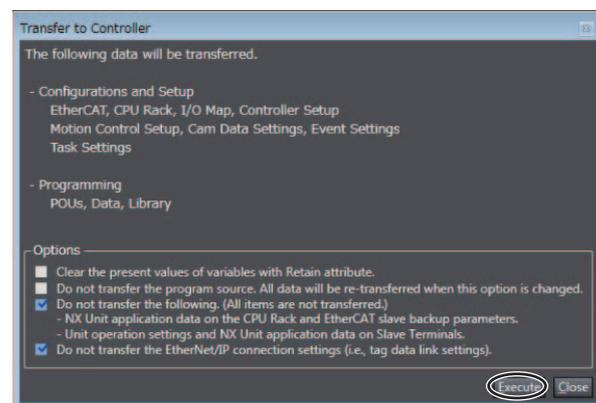 Transfer to Controller
The following data will be transferred.
- Configurations and Setup
EtherCAT, CPU Rack, I/O Map, Controller Setup
Motion Control Setup, Cam Data Settings, Event Settings
Task Settings
- Programming
POUs, Data, Library
Options
Clear the present values of variables with Retain attribute.
Do not transfer the program source. All data will be re-transferred when this option is changed.
Do not transfer the following. (All items are not transferred.)
- NX Unit application data on the CPU Rack and EtherCAT slave backup parameters.
- Unit operation settings and NX Unit application data on Slave Terminals.
Do not transfer the EtherNet/IP connection settings (i.e., tag data link settings).
Execute Close